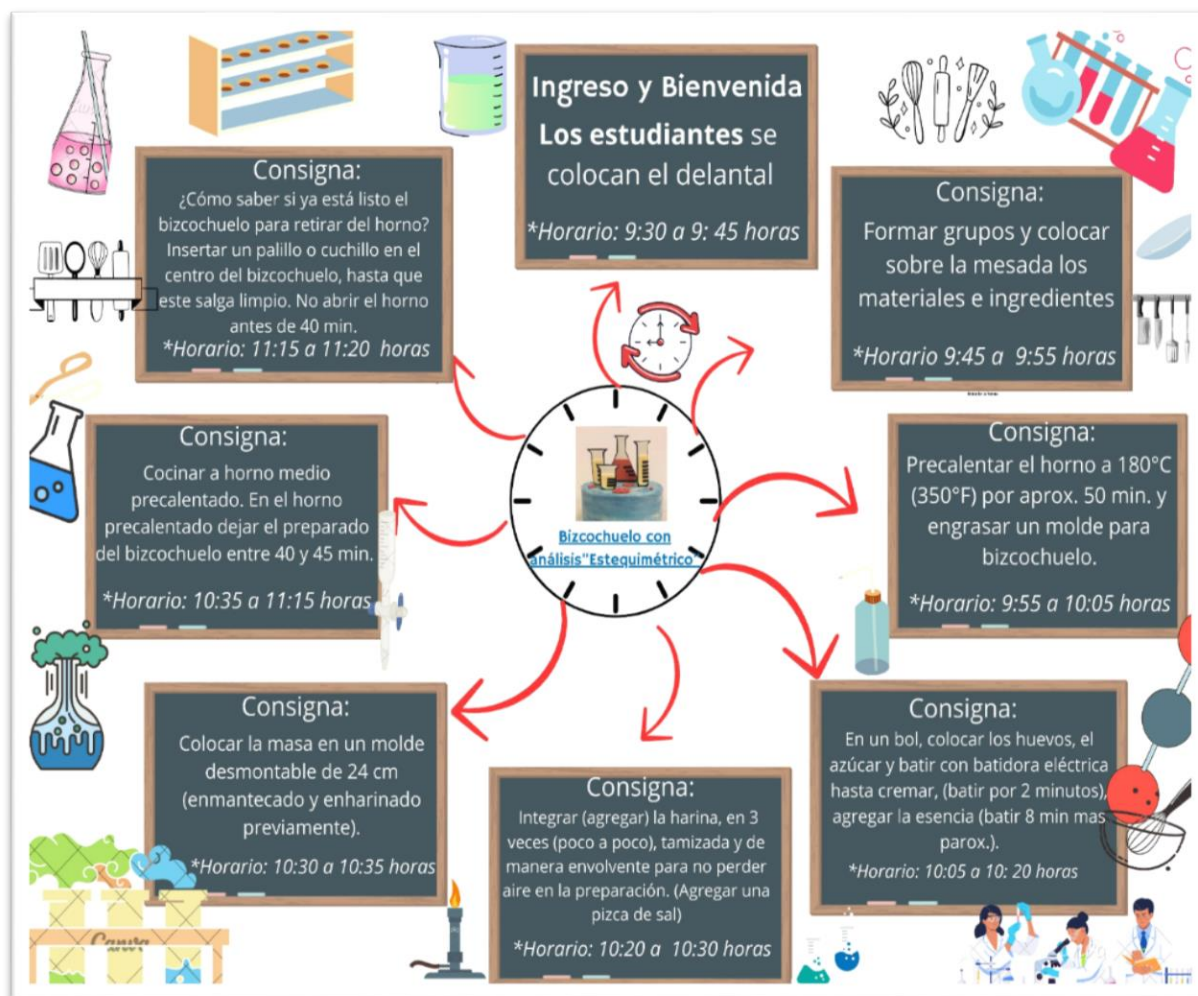 Ingreso y Bienvenida
Los estudiantes se
colocan el delantal
*Horario: 9:30 a 9: 45 horas
Consigna:
Formar grupos y colocar
sobre la mesada los
materiales e ingredientes
*Horario 9:45 a 9:55 horas
Consigna:
Precalentar el horno a 180°C
(350°F) por aprox. 50 min. y
engrasar un molde para
bizcochuelo.
*Horario: 9:55 a 10:05 horas
Consigna:
En un bol, colocar los huevos, el
azúcar y batir con batidora eléctrica
hasta cremar, (batir por 2 minutos),
agregar la esencia (batir 8 min mas
parox.).
*Horario: 10:05 a 10: 20 horas
Consigna:
Integrar (agregar) la harina, en 3
veces (poco a poco), tamizada y de
manera envolvente para no perder
aire en la preparación. (Agregar una
pizca de sal)
*Horario: 10:20 a 10:30 horas
Consigna:
Colocar la masa en un molde
desmontable de 24 cm
(enmantecado y enharinado
previamente).
*Horario: 10:30 a 10:35 horas
Consigna:
Cocinar a horno medio
precalentado. En el horno
precalentado dejar el preparado
del bizcochuelo entre 40 y 45 min.
*Horario: 10:35 a 11:15 horas
Consigna:
¿Cómo saber si ya está listo el
bizcochuelo para retirar del horno?
Insertar un palillo o cuchillo en el
centro del bizcochuelo, hasta que
este salga limpio. No abrir el horno
antes de 40 min.
*Horario: 11:15 a 11:20 horas
Bizcochuelo con
análisis"Estequimétrico"
Canva